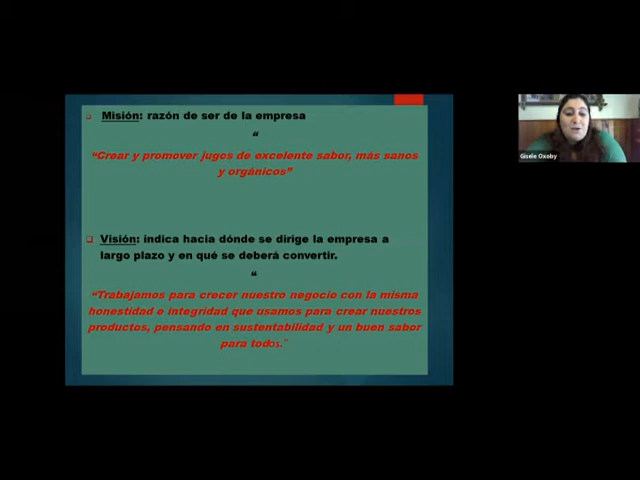 Misión: razón de ser de la empresa
“
“Crear y promover jugos de excelente sabor, más sanos
y orgánicos”
Visión: indica hacia dónde se dirige la empresa a
largo plazo y en qué se deberá convertir.
“
“Trabajamos para crecer nuestro negocio con la misma
honestidad e integridad que usamos para crear nuestros
productos, pensando en sustentabilidad y un buen sabor
para todos.”
Gisele Oxoby